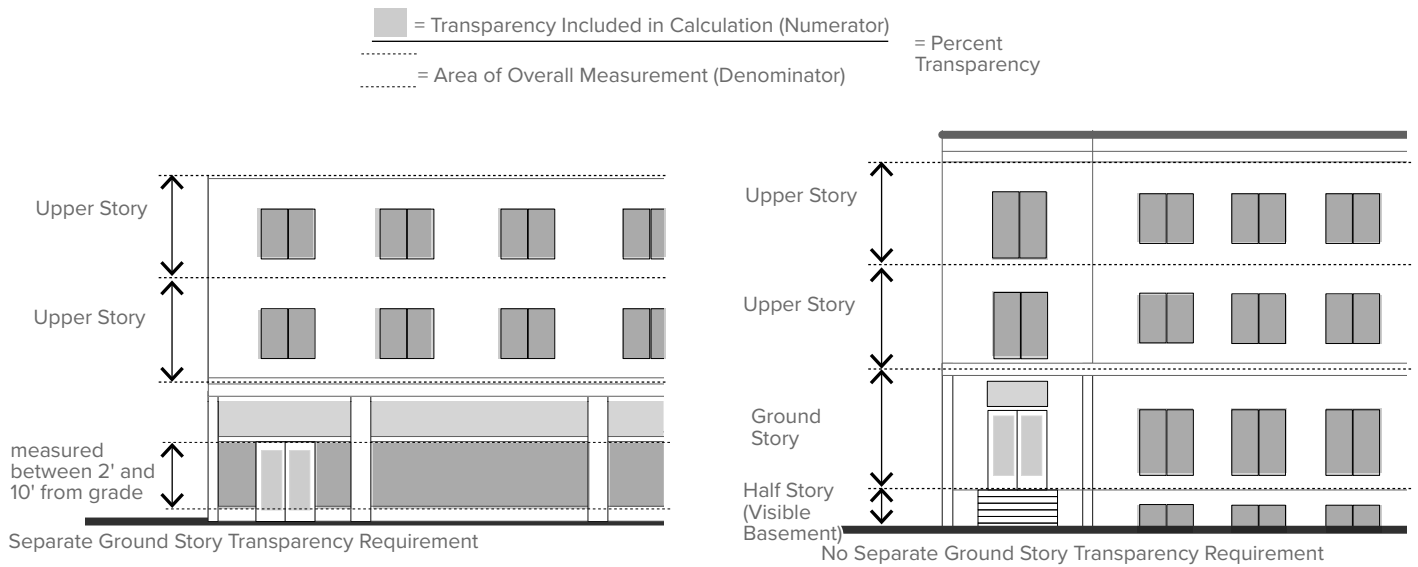 = Transparency Included in Calculation (Numerator)
= Percent
Transparency
= Area of Overall Measurement (Denominator)
Upper Story
Upper Story
measured
between 2' and
10' from grade
Separate Ground Story Transparency Requirement
Upper Story
Upper Story
Ground
Story
Half Story
(Visible
Basement)
No Separate Ground Story Transparency Requirement